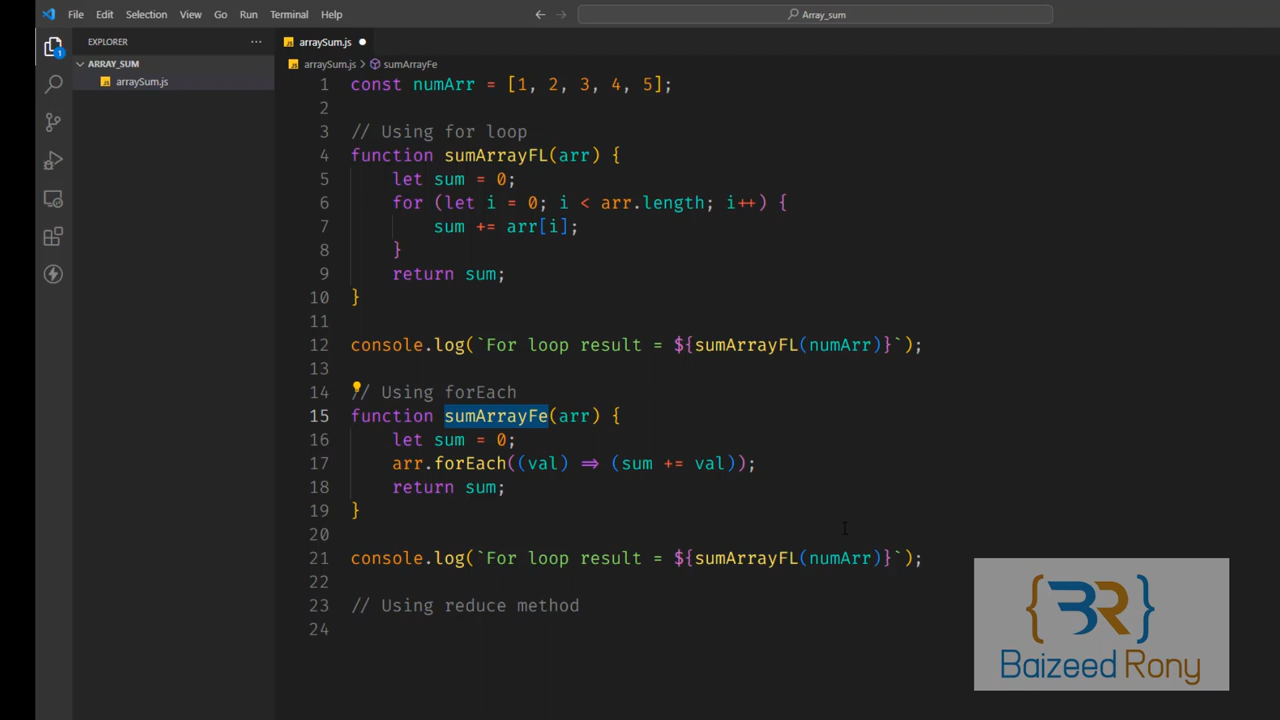 File Edit Selection View Go Run Terminal Help
Array_sum
EXPLORER
ARRAY_SUM
arraySum.js
1
arraySum.js
arraySum.js > sumArrayFe
1 const numArr = [1, 2, 3, 4, 5];
2
3 // Using for loop
4 function sumArrayFL(arr) {
5 let sum = 0;
6 for (let i = 0; i < arr.length; i++) {
7 sum += arr[i];
8 }
9 return sum;
10 }
11
12 console.log(`For loop result = ${sumArrayFL(numArr)}`);
13
14 // Using forEach
15 function sumArrayFe(arr) {
16 let sum = 0;
17 arr.forEach((val) => (sum += val));
18 return sum;
19 }
20
21 console.log(`For loop result = ${sumArrayFL(numArr)}`);
22
23 // Using reduce method
24
{BR}
Baizeed Rony